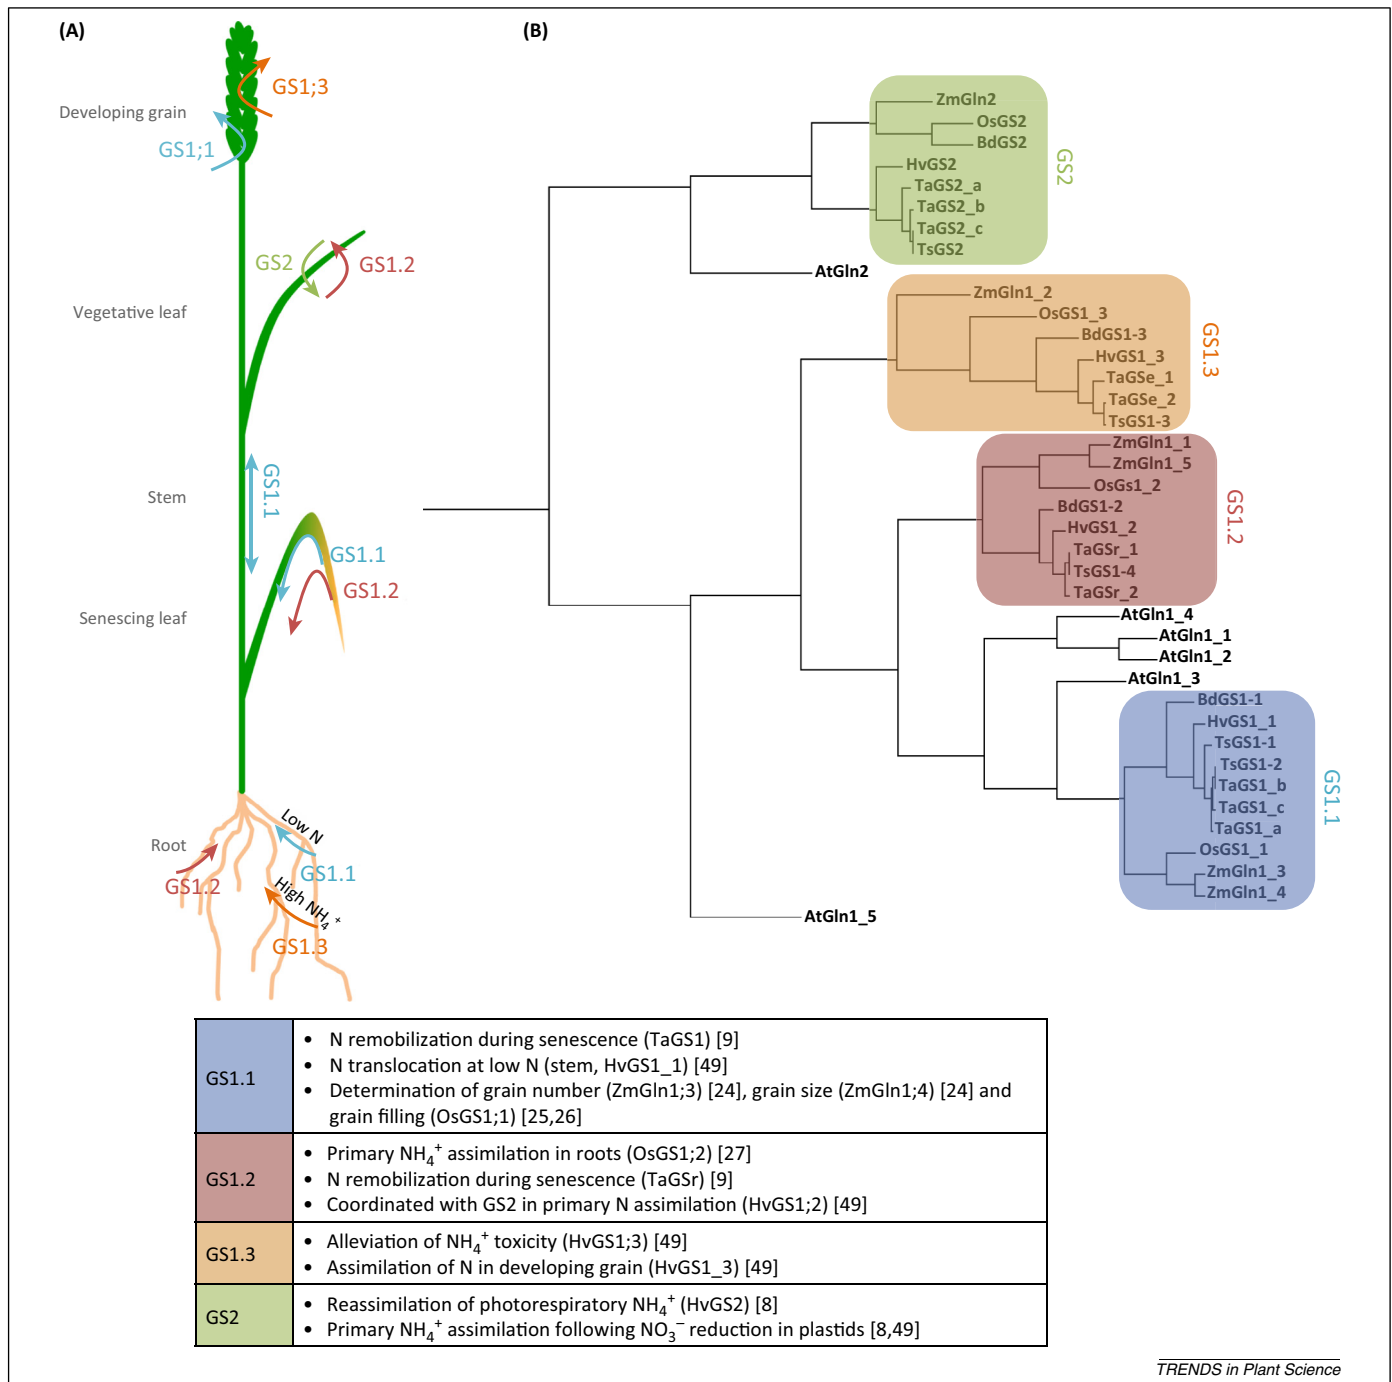 (A)
Developing grain
GS1;3
GS1;1
Vegetative leaf
GS2
GS1.2
Stem
GS1.1
GS1.1
GS1.2
Senescing leaf
Root
Low N
GS1.1
GS1.2
High NH₄⁺
GS1.3
(B)
ZmGln2
OsGS2
BdGS2
HvGS2
TaGS2_a
TaGS2_b
TaGS2_c
TsGS2
GS2
AtGln2
ZmGln1_2
OsGS1_3
BdGS1-3
HvGS1_3
TaGSe_1
TaGSe_2
TsGS1-3
GS1.3
ZmGln1_1
ZmGln1_5
OsGs1_2
BdGS1-2
HvGS1_2
TaGSr_1
TsGS1-4
TaGSr_2
GS1.2
AtGln1_4
AtGln1_1
AtGln1_2
AtGln1_3
BdGS1-1
HvGS1_1
TsGS1-1
TsGS1-2
TaGS1_b
TaGS1_c
TaGS1_a
OsGS1_1
ZmGln1_3
ZmGln1_4
GS1.1
AtGln1_5
GS1.1
• N remobilization during senescence (TaGS1) [9]
• N translocation at low N (stem, HvGS1_1) [49]
• Determination of grain number (ZmGln1;3) [24], grain size (ZmGln1;4) [24] and
grain filling (OsGS1;1) [25,26]
GS1.2
• Primary NH₄⁺ assimilation in roots (OsGS1;2) [27]
• N remobilization during senescence (TaGSr) [9]
• Coordinated with GS2 in primary N assimilation (HvGS1;2) [49]
GS1.3
• Alleviation of NH₄⁺ toxicity (HvGS1;3) [49]
• Assimilation of N in developing grain (HvGS1_3) [49]
GS2
• Reassimilation of photorespiratory NH₄⁺ (HvGS2) [8]
• Primary NH₄⁺ assimilation following NO₃⁻ reduction in plastids [8,49]
TRENDS in Plant Science